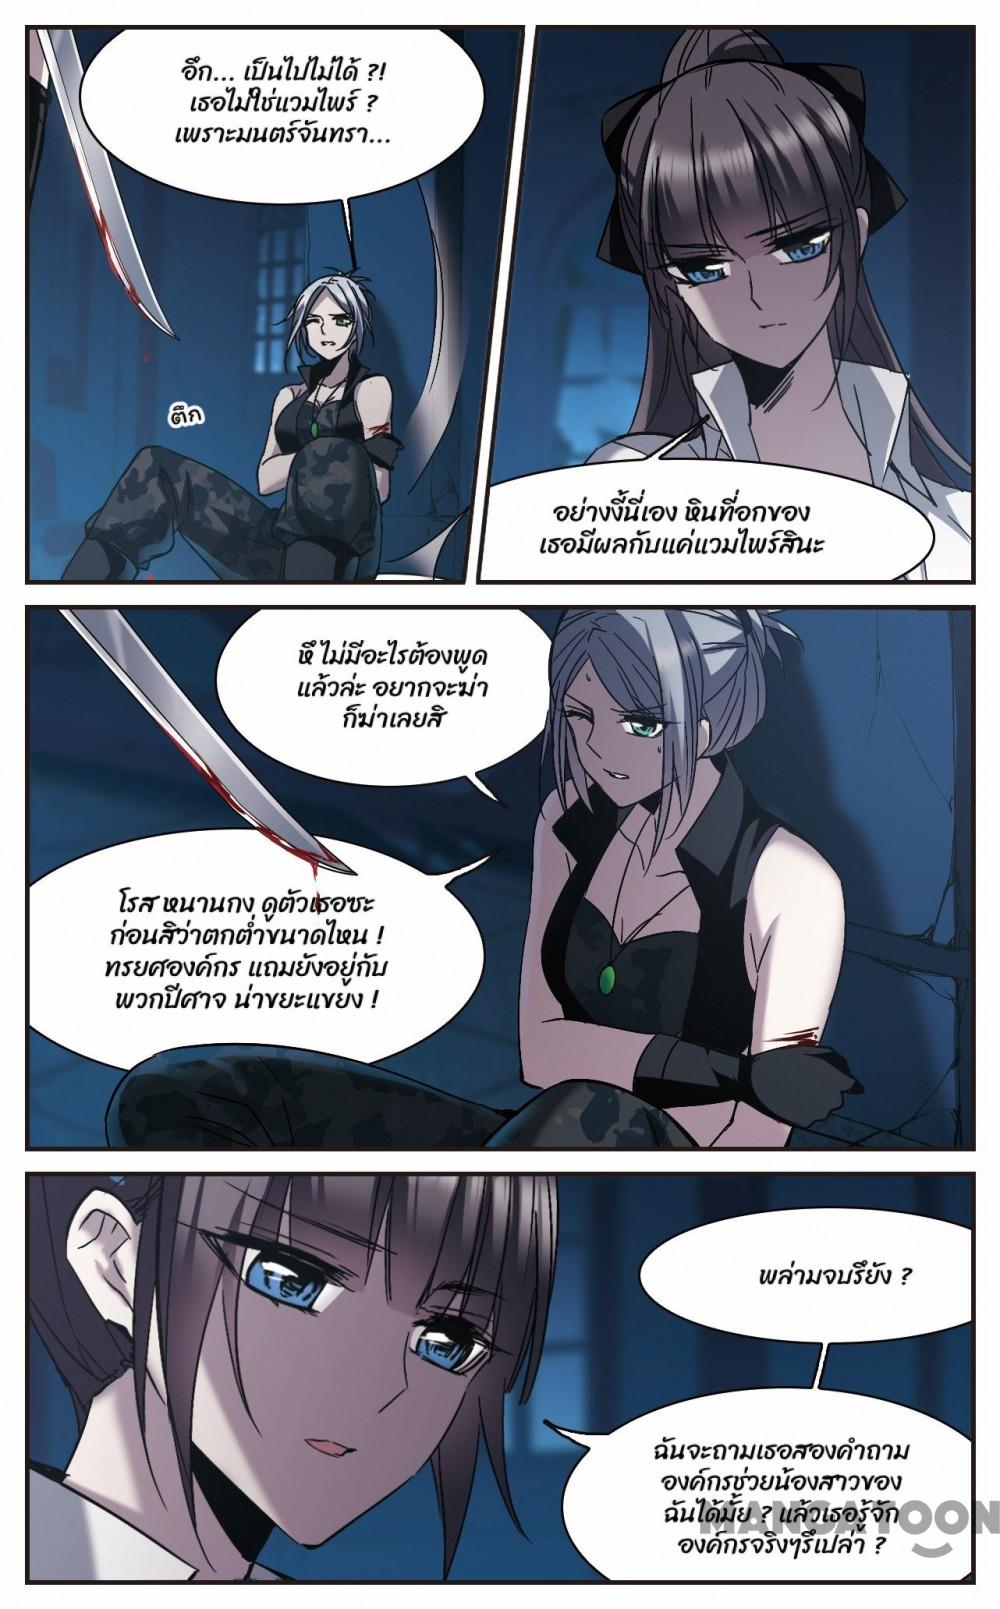 อึก... เป็นไปไม่ได้ ?!
เธอไม่ใช่แวมไพร์ ?
เพราะมนตร์จันทรา...
ตึก
อย่างงี้นี่เอง หินที่อกของ
เธอมีผลกับแค่แวมไพร์สินะ
หึ ไม่มีอะไรต้องพูด
แล้วล่ะ อยากจะฆ่า
ก็ฆ่าเลยสิ
โรส หนานกง ดูตัวเธอซะ
ก่อนสิว่าตกต่ำขนาดไหน !
ทรยศองค์กร แถมยังอยู่กับ
พวกปีศาจ น่าขยะแขยง !
พล่ามจบรึยัง ?
ฉันจะถามเธอสองคำถาม
องค์กรช่วยน้องสาวของ
ฉันได้มั้ย ? แล้วเธอรู้จัก
องค์กรจริงๆรึเปล่า ?
MANGATOON